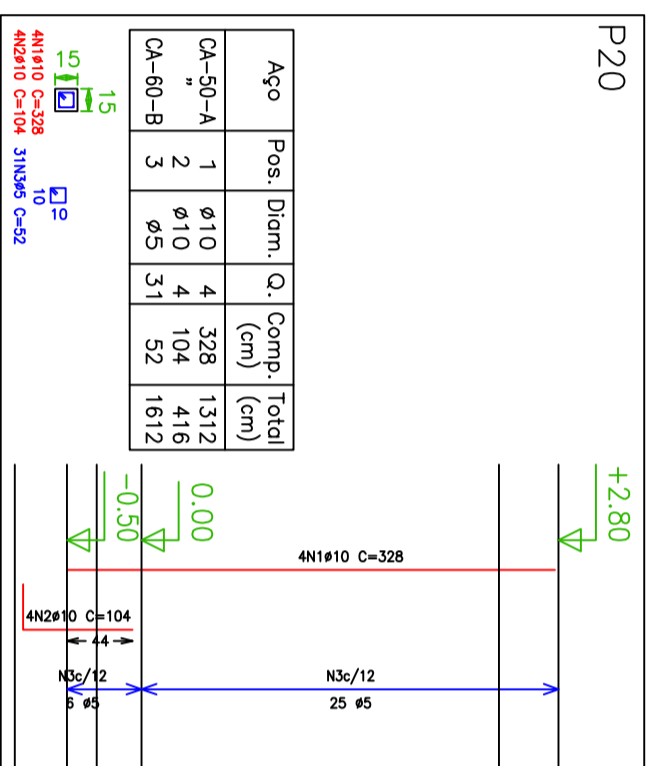 P20
Aço Pos. Diam. Q. Comp. (cm) Total (cm)
CA-50-A 1 ø10 4 328 1312
" 2 ø10 4 104 416
CA-60-B 3 ø5 31 52 1612
15
15
10
10
4N1ø10 C=328
4N2ø10 C=104 31N3ø5 C=52
+2.80
0.00
-0.50
4N1ø10 C=328
4N2ø10 C=104
44
N3c/12
6 ø5
N3c/12
25 ø5